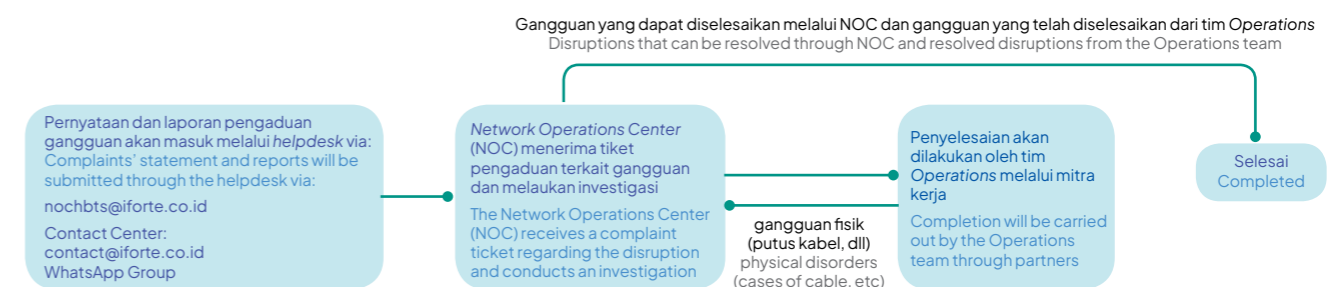 Gangguan yang dapat diselesaikan melalui NOC dan gangguan yang telah diselesaikan dari tim Operations
Disruptions that can be resolved through NOC and resolved disruptions from the Operations team
Pernyataan dan laporan pengaduan
gangguan akan masuk melalui helpdesk via:
Complaints' statement and reports will be
submitted through the helpdesk via:
nochbts@iforte.co.id
Contact Center:
contact@iforte.co.id
WhatsApp Group
Network Operations Center
(NOC) menerima tiket
pengaduan terkait gangguan
dan melaukan investigasi
The Network Operations Center
(NOC) receives a complaint
ticket regarding the disruption
and conducts an investigation
gangguan fisik
(putus kabel, dll)
physical disorders
(cases of cable, etc)
Penyelesaian akan
dilakukan oleh tim
Operations melalui mitra
kerja
Completion will be carried
out by the Operations
team through partners
Selesai
Completed